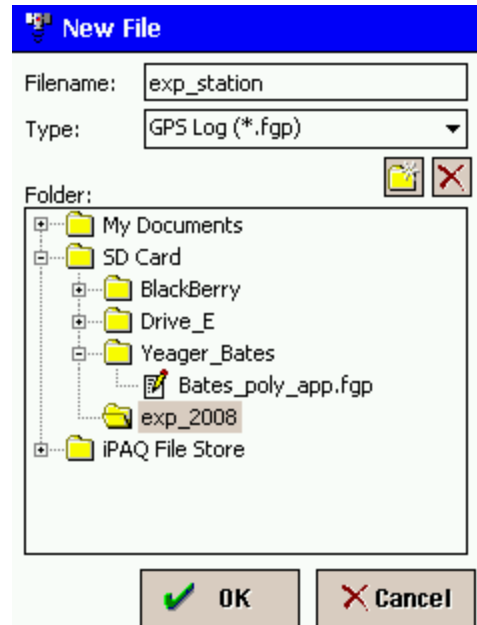 New File
Filename: exp_station
Type: GPS Log (*.fgp)
Folder:
My Documents
SD Card
BlackBerry
Drive_E
Yeager_Bates
Bates_poly_app.fgp
exp_2008
iPAQ File Store
OK Cancel